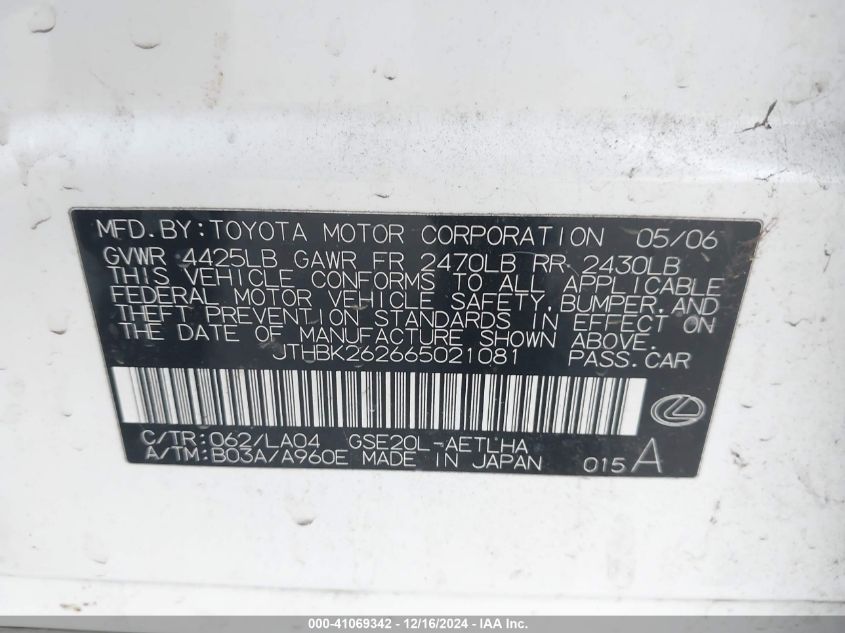 MFD. BY: TOYOTA MOTOR CORPORATION 05/06
GVWR 4425LB GAWR FR 2470LB RR 2430LB
THIS VEHICLE CONFORMS TO ALL APPLICABLE
FEDERAL MOTOR VEHICLE SAFETY, BUMPER, AND
THEFT PREVENTION STANDARDS IN EFFECT ON
THE DATE OF MANUFACTURE SHOWN ABOVE.
JTHBK262665021081 PASS. CAR
C/TR: 062/LA04 GSE20L-AETLHA
A/TM: B03A/A960E MADE IN JAPAN 015 A
000-41069342 - 12/16/2024 - IAA Inc.